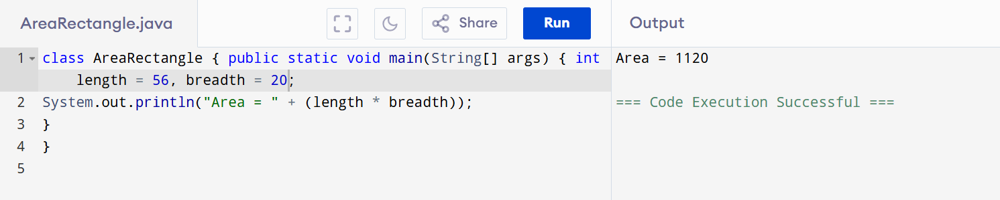 AreaRectangle.java
Share
Run
Output
1 class AreaRectangle { public static void main(String[] args) { int
length = 56, breadth = 20;
2 System.out.println("Area = " + (length * breadth));
3 }
4 }
5
Area = 1120
=== Code Execution Successful ===